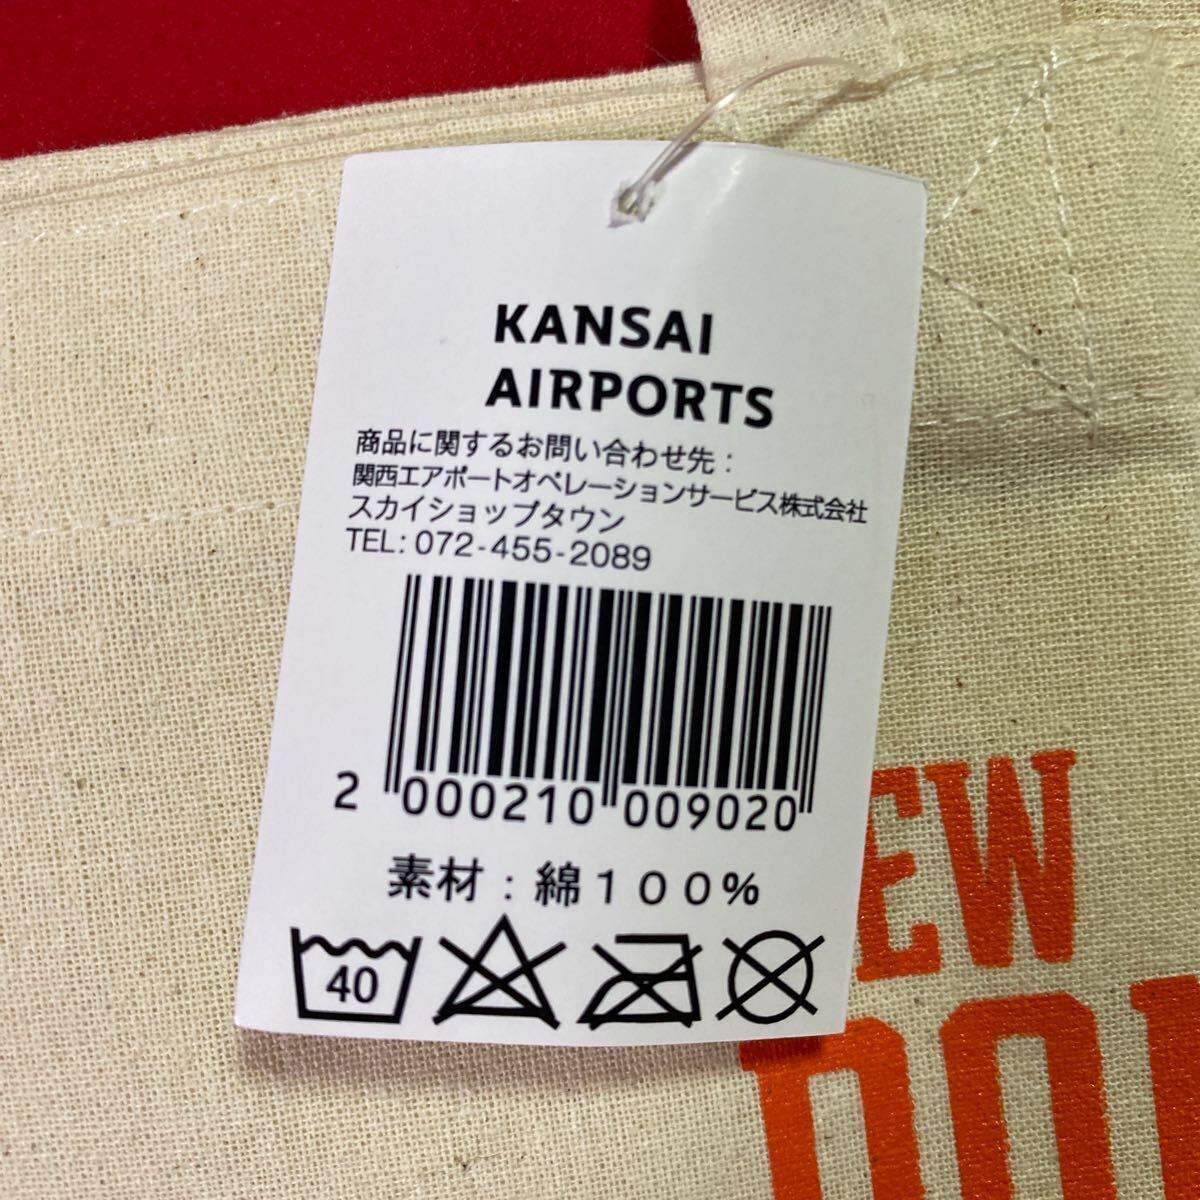 KANSAI
AIRPORTS
商品に関するお問い合わせ先：
関西エアポートオペレーションサービス株式会社
スカイショップタウン
TEL: 072-455-2089
2 000210 009020
素材：綿１００%
40
EW